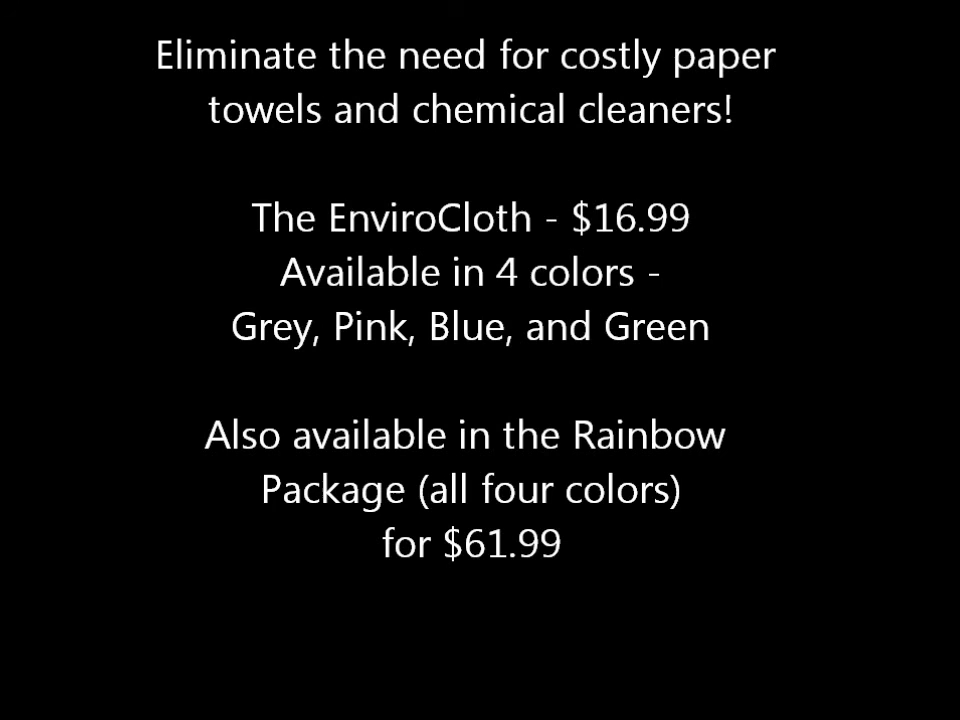 Eliminate the need for costly paper
towels and chemical cleaners!
The EnviroCloth - $16.99
Available in 4 colors -
Grey, Pink, Blue, and Green
Also available in the Rainbow
Package (all four colors)
for $61.99